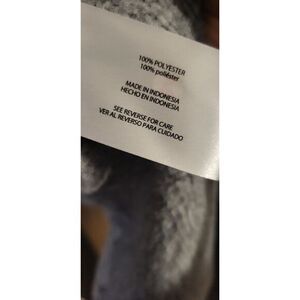 100% POLYESTER
100% poliéster
MADE IN INDONESIA
HECHO EN INDONESIA
SEE REVERSE FOR CARE
VER AL REVERSO PARA CUIDADO